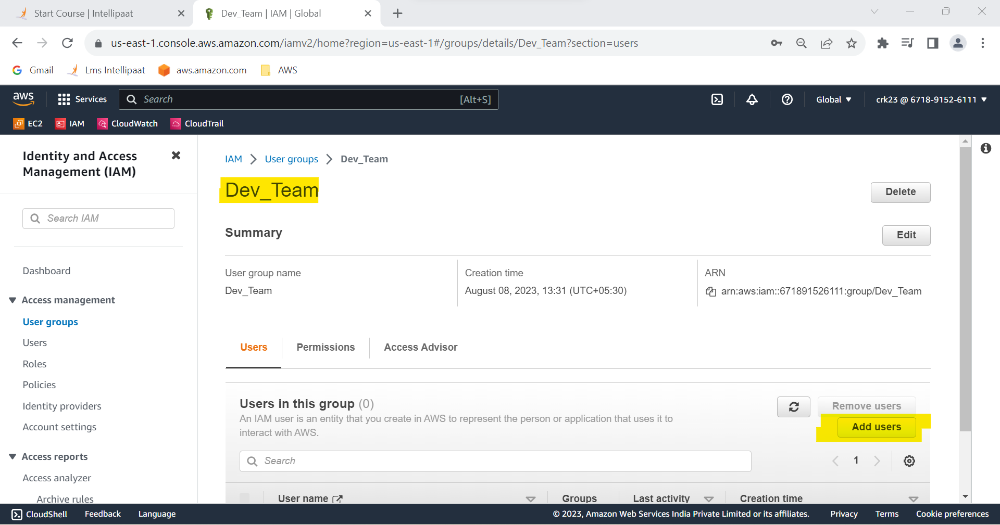 Start Course | Intellipaat
Dev_Team | IAM | Global
us-east-1.console.aws.amazon.com/iamv2/home?region=us-east-1#/groups/details/Dev_Team?section=users
Gmail
Lms Intellipaat
aws.amazon.com
AWS
aws
Services
Search
[Alt+S]
Global
crk23 @ 6718-9152-6111
EC2
IAM
CloudWatch
CloudTrail
Identity and Access
Management (IAM)
Search IAM
Dashboard
Access management
User groups
Users
Roles
Policies
Identity providers
Account settings
Access reports
Access analyzer
Archive rules
IAM
User groups
Dev_Team
Dev_Team
Delete
Summary
Edit
User group name
Dev_Team
Creation time
August 08, 2023, 13:31 (UTC+05:30)
ARN
arn:aws:iam::671891526111:group/Dev_Team
Users
Permissions
Access Advisor
Users in this group (0)
An IAM user is an entity that you create in AWS to represent the person or application that uses it to
interact with AWS.
Remove users
Add users
Search
1
User name
Groups
Last activity
Creation time
CloudShell
Feedback
Language
© 2023, Amazon Web Services India Private Limited or its affiliates.
Privacy
Terms
Cookie preferences